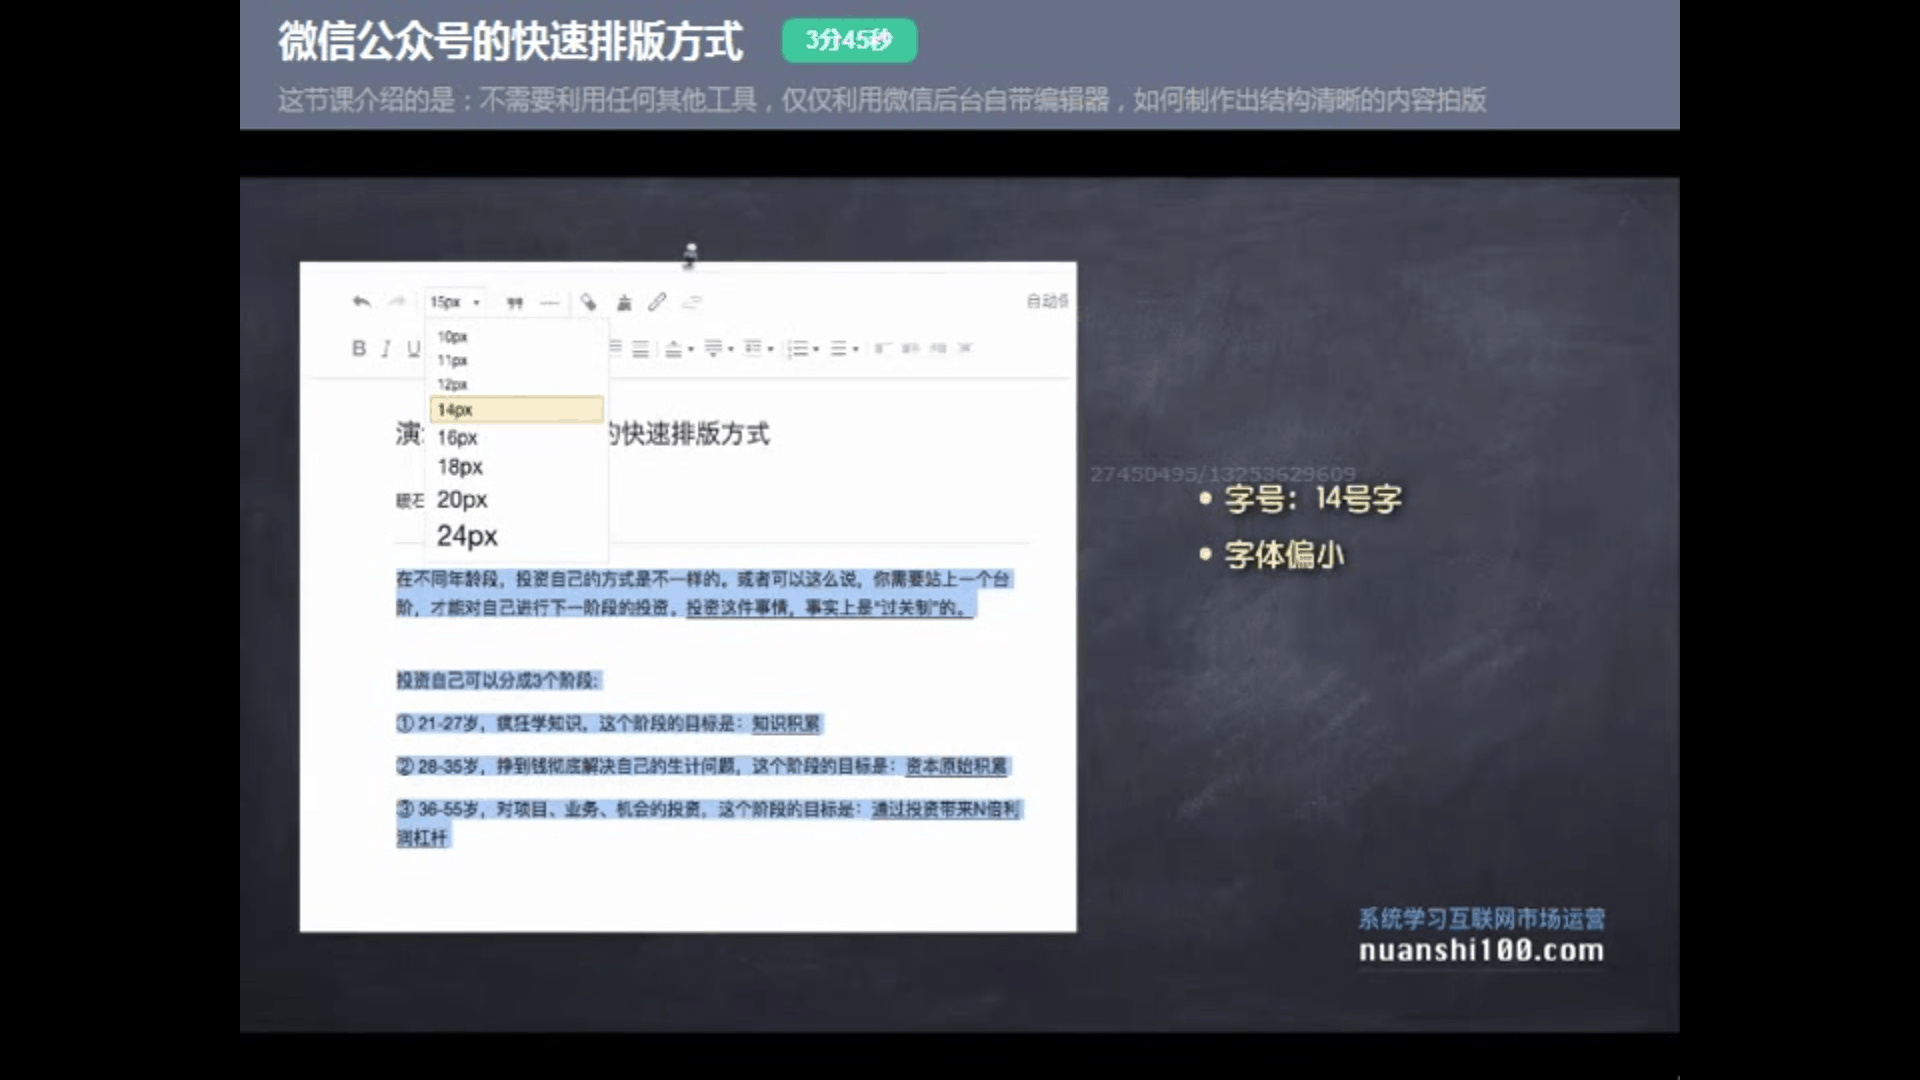 微信公众号的快速排版方式
3分45秒
这节课介绍的是：不需要利用任何其他工具，仅仅利用微信后台自带编辑器，如何制作出结构清晰的内容拍版
15px
自动
B I U
10px
11px
12px
14px
16px
18px
20px
24px
演
的快速排版方式
暖石
在不同年龄段，投资自己的方式是不一样的。或者可以这么说，你需要站上一个台
阶，才能对自己进行下一阶段的投资。投资这件事情，事实上是“过关制”的。
投资自己可以分成3个阶段:
① 21-27岁，疯狂学知识。这个阶段的目标是：知识积累
② 28-35岁，挣到钱彻底解决自己的生计问题，这个阶段的目标是：资本原始积累
③ 36-55岁，对项目、业务、机会的投资。这个阶段的目标是：通过投资带来N倍利
润杠杆
27450495/13253629609
• 字号：14号字
• 字体偏小
系统学习互联网市场运营
nuanshi100.com